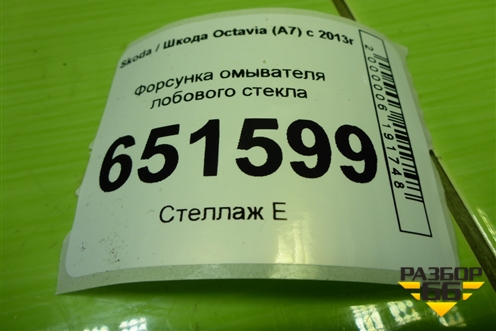 Skoda / Шкода Octavia (A7) с 2013г
Форсунка омывателя
лобового стекла
651599
Стеллаж Е
2000006191748
РАЗБОР
66